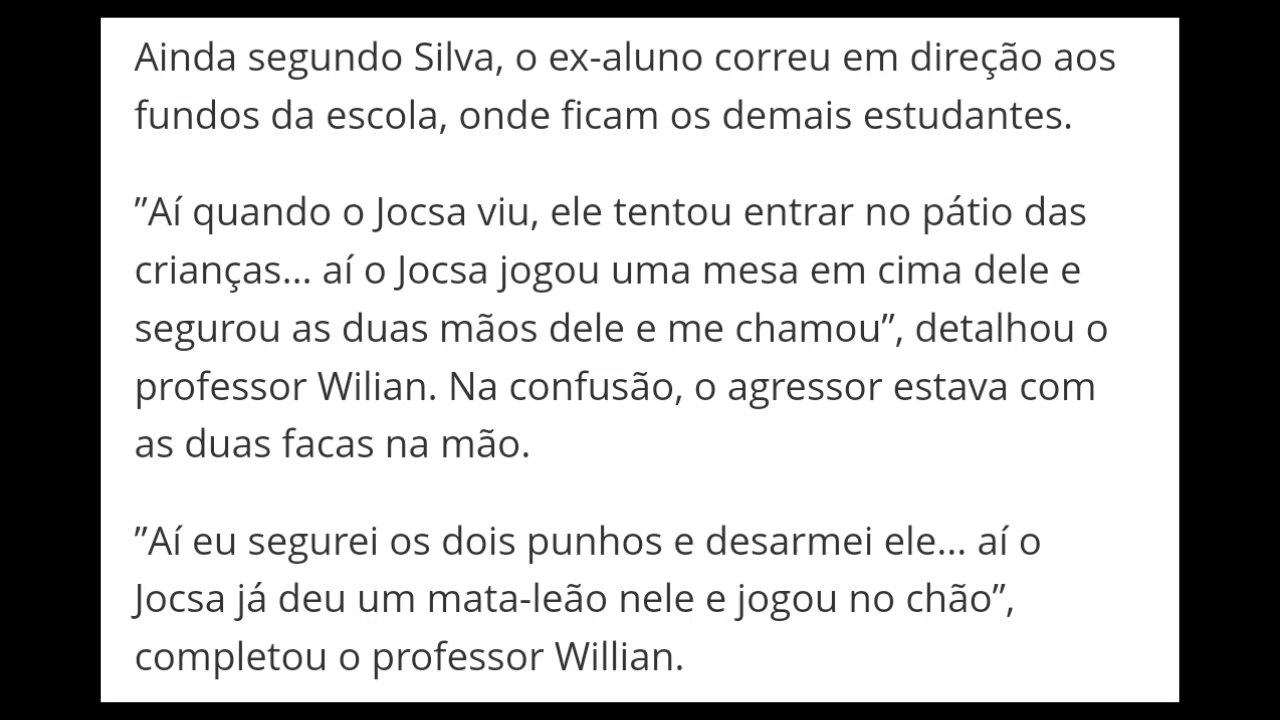 Ainda segundo Silva, o ex-aluno correu em direção aos
fundos da escola, onde ficam os demais estudantes.
”Aí quando o Jocsa viu, ele tentou entrar no pátio das
crianças... aí o Jocsa jogou uma mesa em cima dele e
segurou as duas mãos dele e me chamou”, detalhou o
professor Wilian. Na confusão, o agressor estava com
as duas facas na mão.
”Aí eu segurei os dois punhos e desarmei ele... aí o
Jocsa já deu um mata-leão nele e jogou no chão”,
completou o professor Willian.